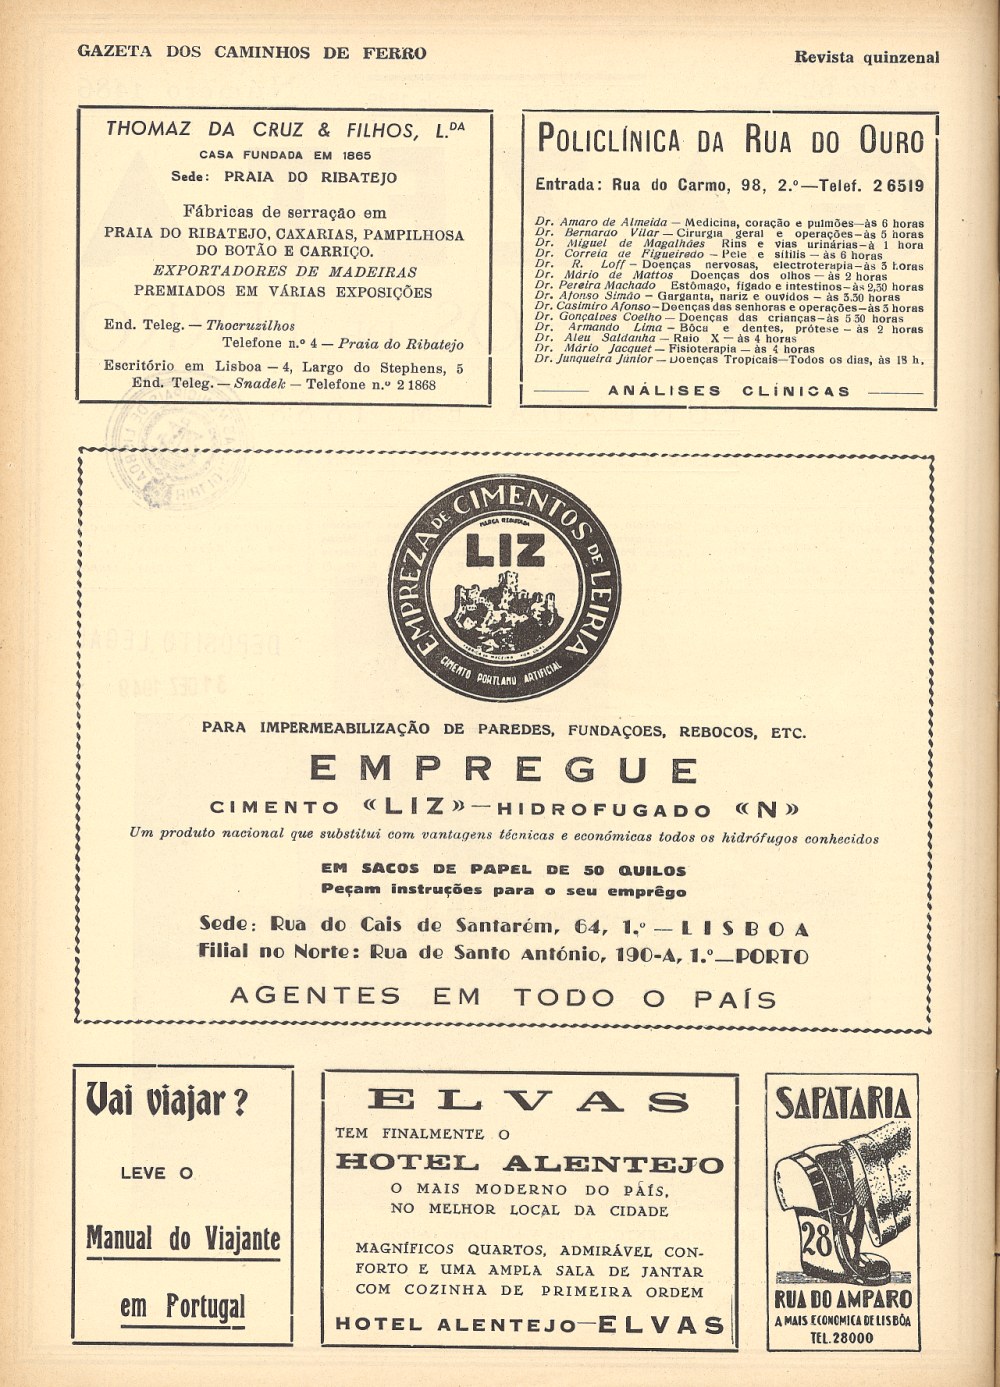 GAZETA DOS CAMINHOS DE FERRO
Revista quinzenal
THOMAZ DA CRUZ & FILHOS, L.DA
CASA FUNDADA EM 1865
Sede: PRAIA DO RIBATEJO
Fábricas de serração em
PRAIA DO RIBATEJO, CAXARIAS, PAMPILHOSA
DO BOTÃO E CARRIÇO.
EXPORTADORES DE MADEIRAS
PREMIADOS EM VÁRIAS EXPOSIÇÕES
End. Teleg. — Thocruzilhos
Telefone n.º 4 — Praia do Ribatejo
Escritório em Lisboa — 4, Largo do Stephens, 5
End. Teleg. — Snadek — Telefone n.º 2 1868
POLICLÍNICA DA RUA DO OURO
Entrada: Rua do Carmo, 98, 2.º — Telef. 2 6519
Dr. Amaro de Almeida — Medicina, coração e pulmões—às 6 horas
Dr. Bernardo Vilar — Cirurgia geral e operações—às 5 horas
Dr. Miguel de Magalhães Rins e vias urinárias—à 1 hora
Dr. Correia de Figueiredo — Pele e sífilis — às 6 horas
Dr. R. Loff — Doenças nervosas, electroterapia—às 5 horas
Dr. Mário de Mattos Doenças dos olhos — às 2 horas
Dr. Pereira Machado Estômago, fígado e intestinos—às 2,30 horas
Dr. Afonso Simão — Garganta, nariz e ouvidos — às 3.30 horas
Dr. Casimiro Afonso—Doenças das senhoras e operações—às 3 horas
Dr. Gonçalves Coelho — Doenças das crianças—às 5 30 horas
Dr. Armando Lima — Bôca e dentes, prótese — às 2 horas
Dr. Aleu Saldanha — Raio X — às 4 horas
Dr. Mário Jacquet — Fisioterapia — às 4 horas
Dr. Junqueira Júnior — Doenças Tropicais—Todos os dias, às 18 h.
ANÁLISES CLÍNICAS
EMPREZA DE CIMENTOS DE LEIRIA
MARCA REGISTADA
LIZ
CIMENTO PORTLAND ARTIFICIAL
PARA IMPERMEABILIZAÇÃO DE PAREDES, FUNDAÇOES, REBOCOS, ETC.
EMPREGUE
CIMENTO «LIZ» — HIDROFUGADO «N»
Um produto nacional que substitui com vantagens técnicas e económicas todos os hidrófugos conhecidos
EM SACOS DE PAPEL DE 50 QUILOS
Peçam instruções para o seu emprêgo
Sede: Rua do Cais de Santarém, 64, 1.º — LISBOA
Filial no Norte: Rua de Santo António, 190-A, 1.º—PORTO
AGENTES EM TODO O PAÍS
Vai viajar?
LEVE O
Manual do Viajante
em Portugal
ELVAS
TEM FINALMENTE O
HOTEL ALENTEJO
O MAIS MODERNO DO PAÍS,
NO MELHOR LOCAL DA CIDADE
MAGNÍFICOS QUARTOS, ADMIRÁVEL CON-
FORTO E UMA AMPLA SALA DE JANTAR
COM COZINHA DE PRIMEIRA ORDEM
HOTEL ALENTEJO—ELVAS
SAPATARIA
28
RUA DO AMPARO
A MAIS ECONOMICA DE LISBÔA
TEL. 28000